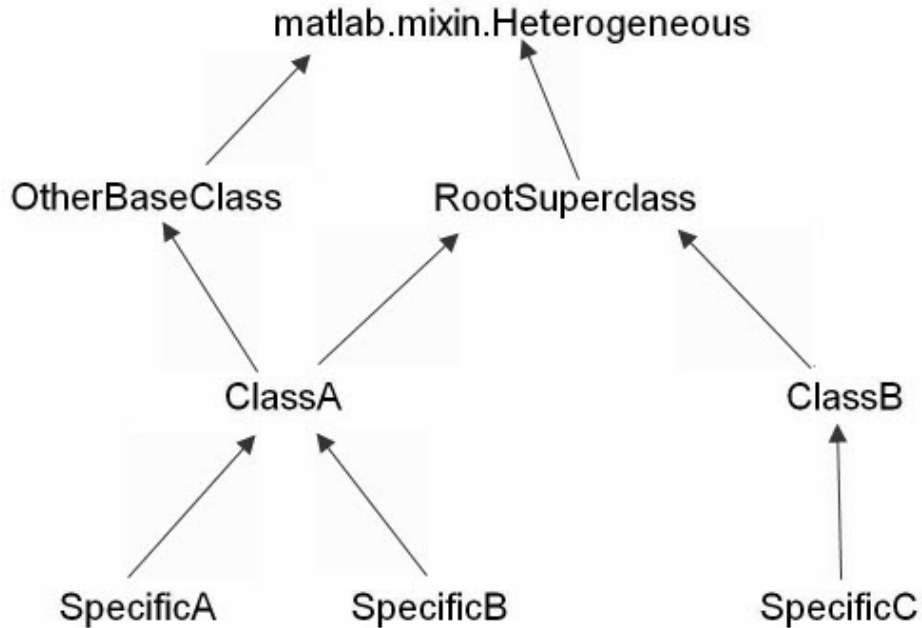 matlab.mixin.Heterogeneous
OtherBaseClass
RootSuperclass
ClassA
ClassB
SpecificA
SpecificB
SpecificC